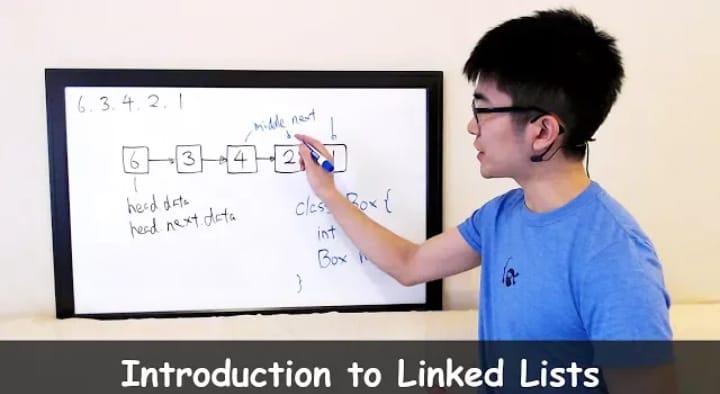 6. 3. 4. 2. 1
middle next
6 3 4 2 1
head data
head next. data
class Box {
int
Box
}
Introduction to Linked Lists